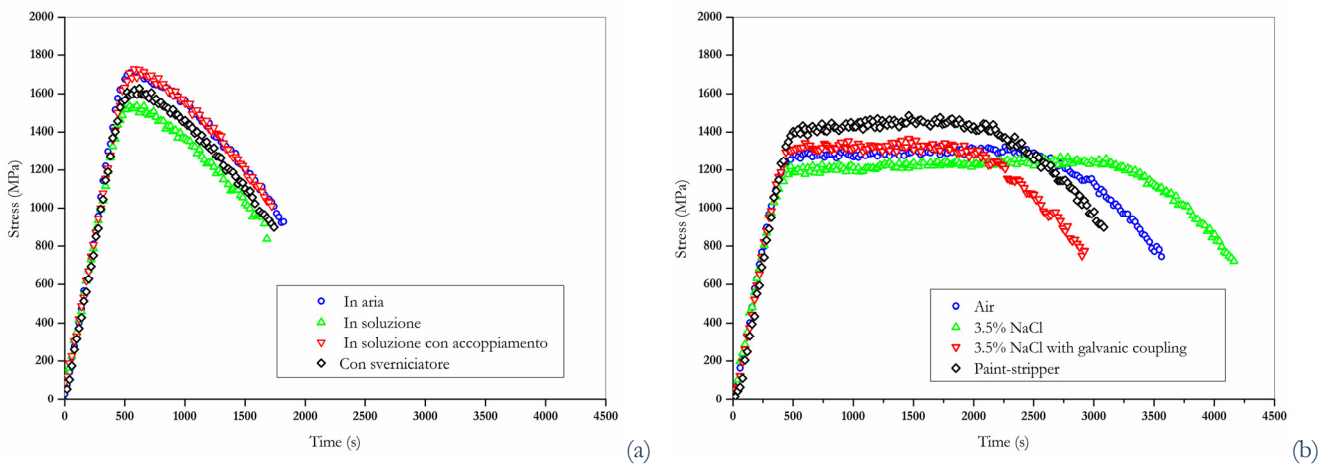 2000
1800
1600
1400
1200
1000
800
600
400
200
0
Stress (MPa)
0 500 1000 1500 2000 2500 3000 3500 4000 4500
Time (s)
In aria
In soluzione
In soluzione con accoppiamento
Con sverniciatore
(a)
2000
1800
1600
1400
1200
1000
800
600
400
200
0
Stress (MPa)
0 500 1000 1500 2000 2500 3000 3500 4000 4500
Time (s)
Air
3.5% NaCl
3.5% NaCl with galvanic coupling
Paint-stripper
(b)